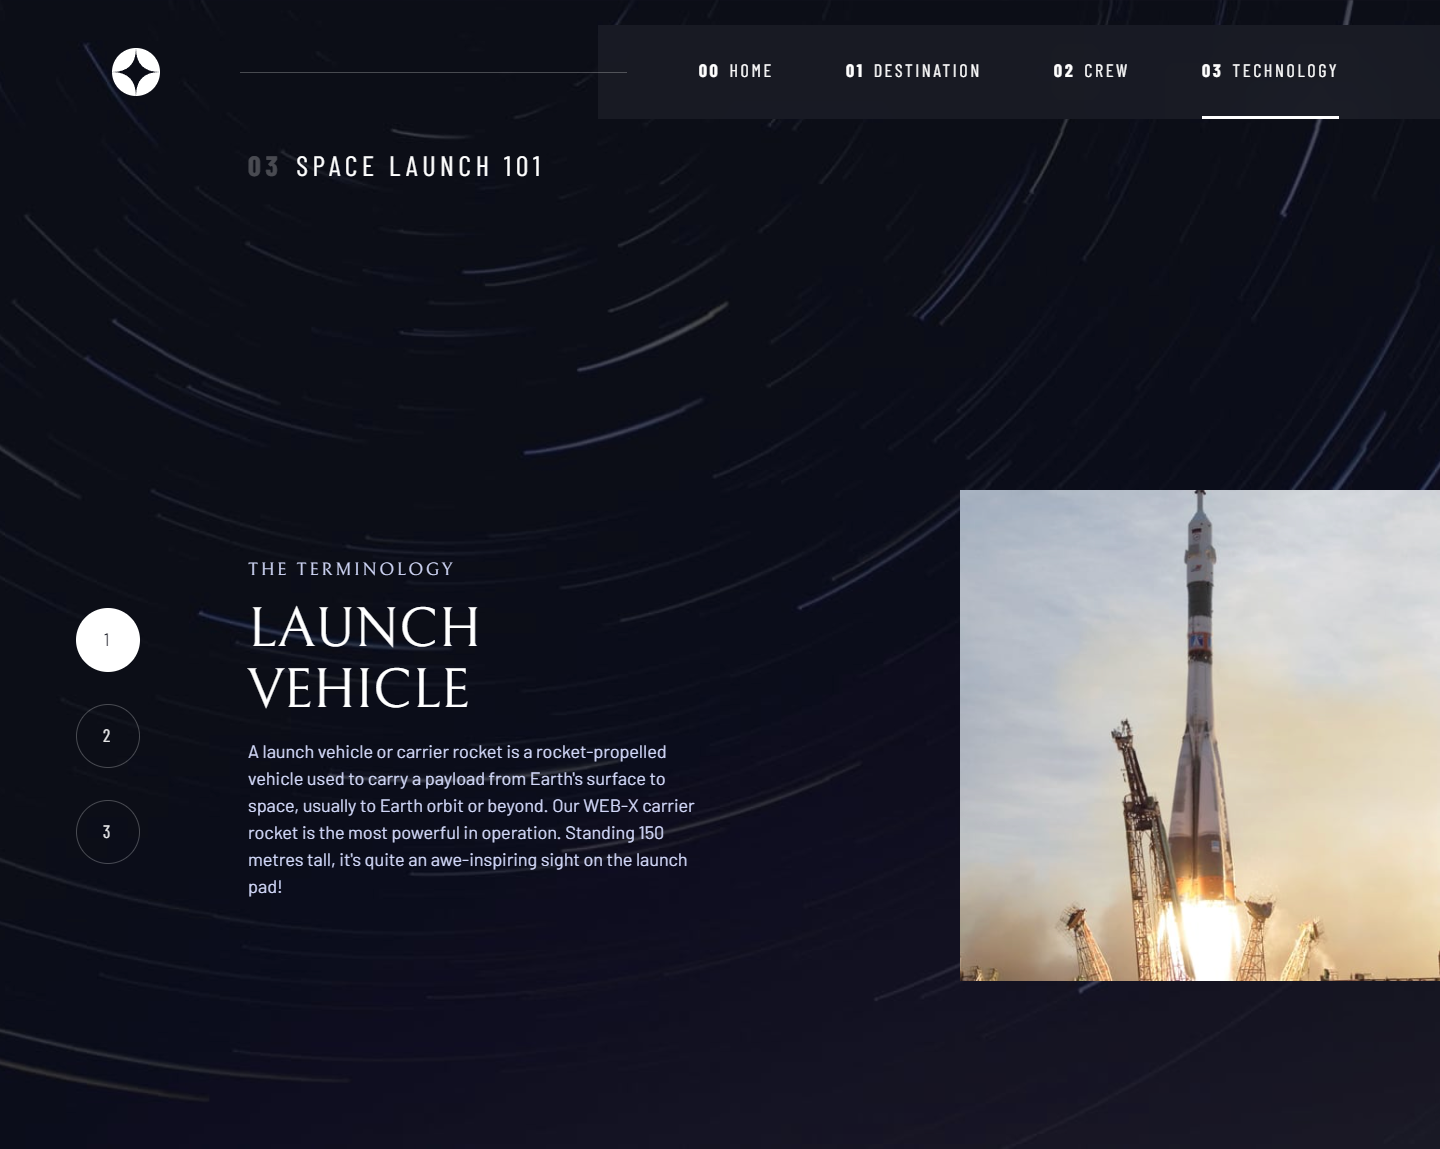 00 HOME
01 DESTINATION
02 CREW
03 TECHNOLOGY
03 SPACE LAUNCH 101
THE TERMINOLOGY
LAUNCH
VEHICLE
1
2
3
A launch vehicle or carrier rocket is a rocket-propelled
vehicle used to carry a payload from Earth's surface to
space, usually to Earth orbit or beyond. Our WEB-X carrier
rocket is the most powerful in operation. Standing 150
metres tall, it's quite an awe-inspiring sight on the launch
pad!